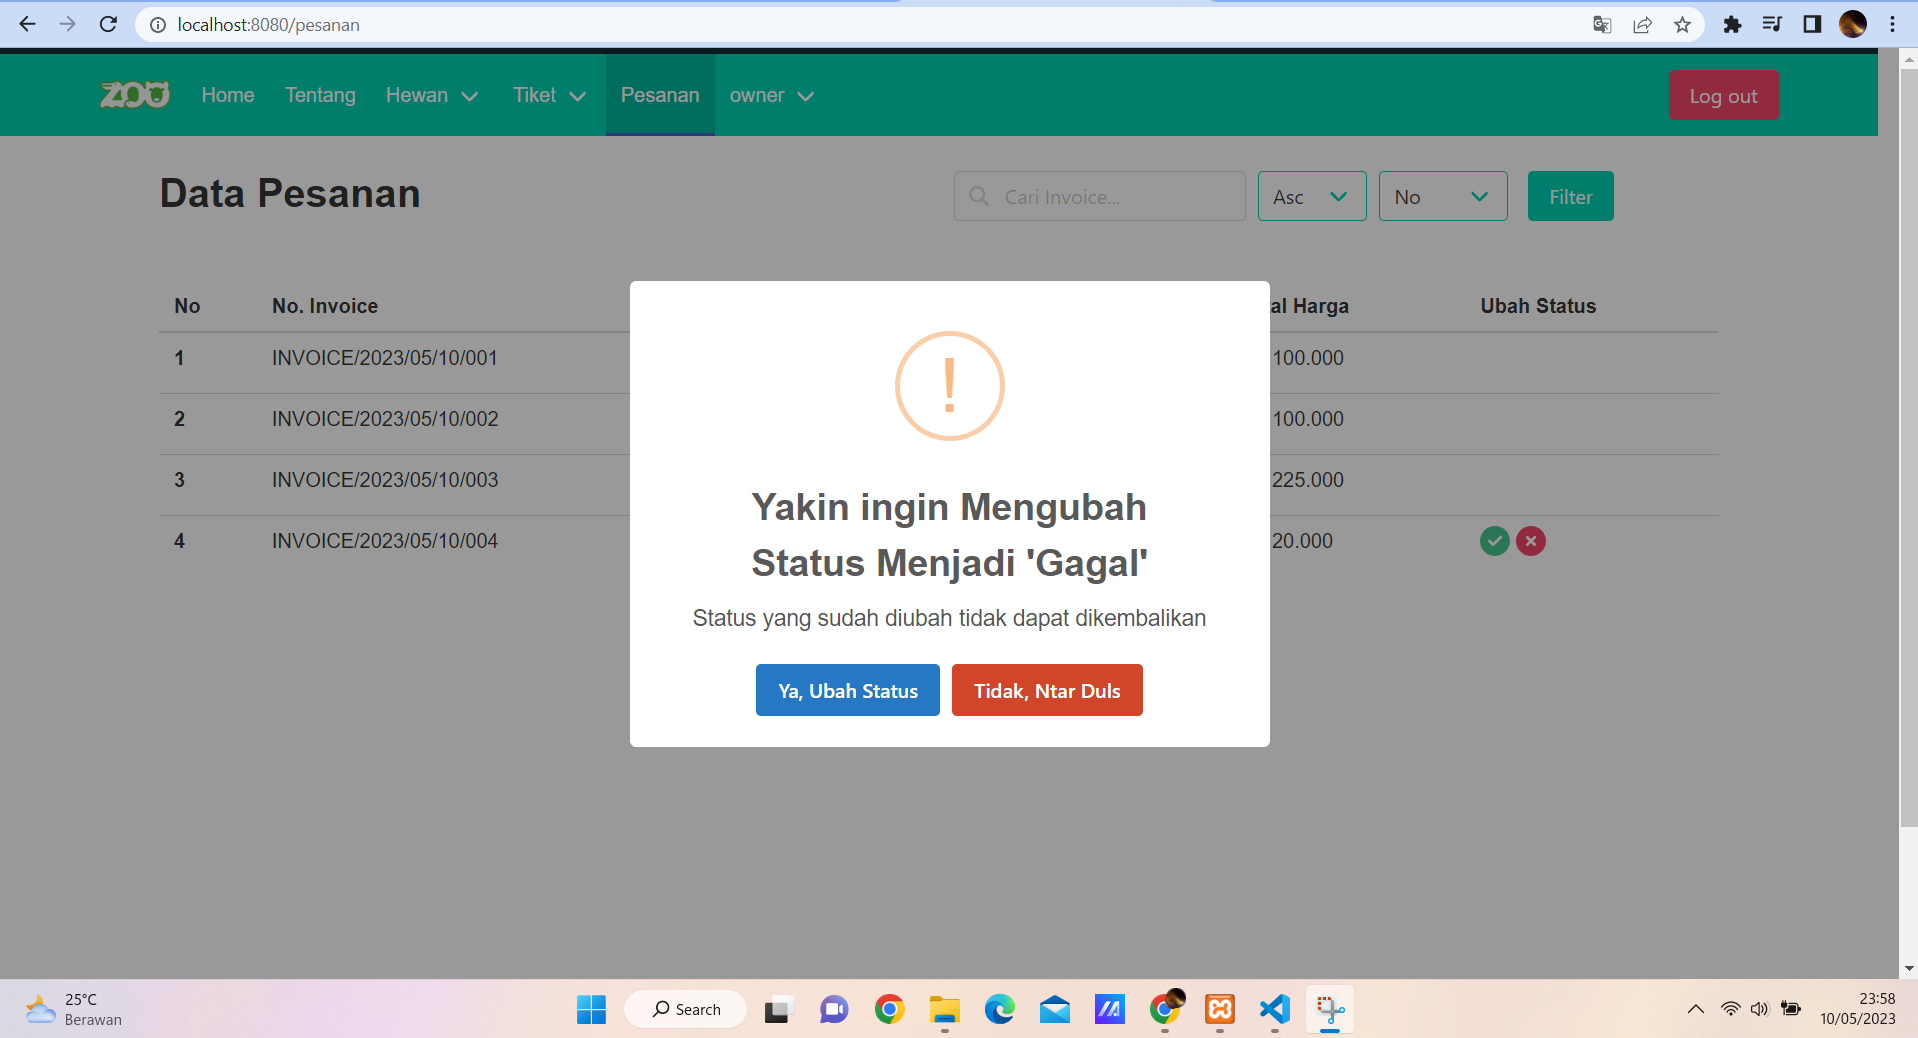 localhost:8080/pesanan
ZOO
Home
Tentang
Hewan
Tiket
Pesanan
owner
Log out
Data Pesanan
Cari Invoice...
Asc
No
Filter
No
No. Invoice
al Harga
Ubah Status
1
INVOICE/2023/05/10/001
100.000
2
INVOICE/2023/05/10/002
100.000
3
INVOICE/2023/05/10/003
225.000
4
INVOICE/2023/05/10/004
20.000
!
Yakin ingin Mengubah
Status Menjadi 'Gagal'
Status yang sudah diubah tidak dapat dikembalikan
Ya, Ubah Status
Tidak, Ntar Duls
25°C
Berawan
Search
23:58
10/05/2023